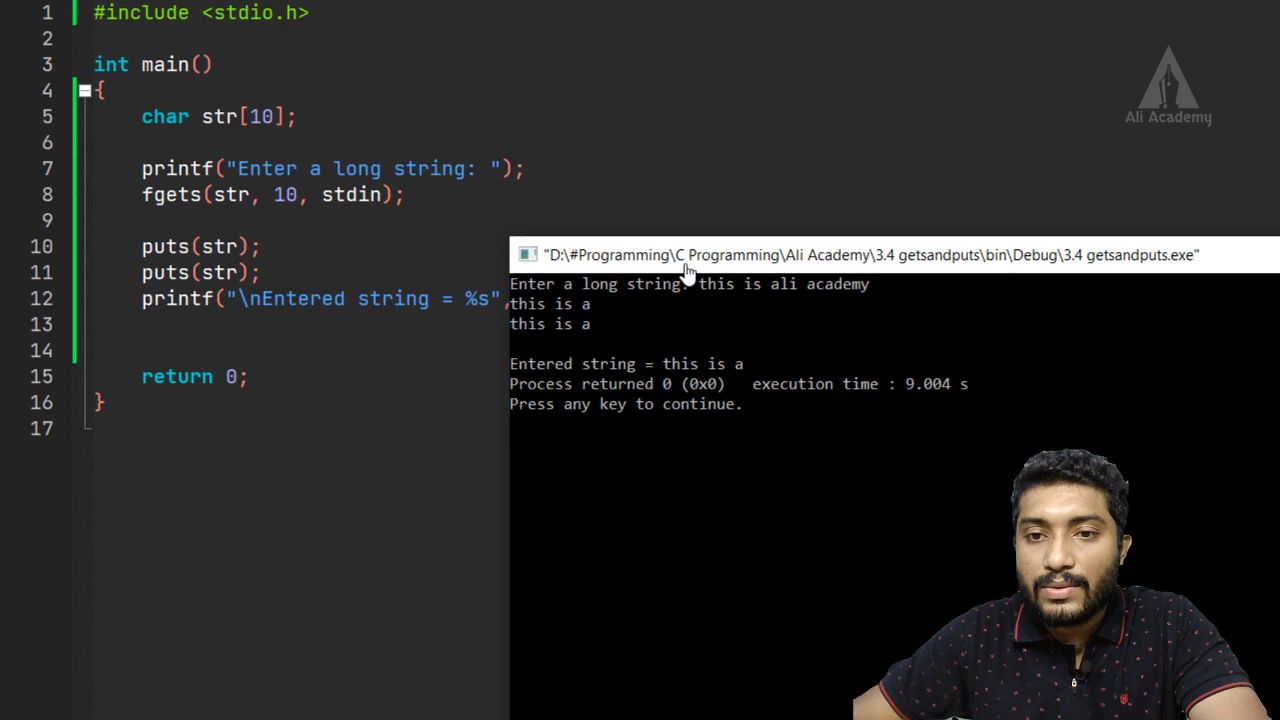 1 #include <stdio.h>
2
3 int main()
4 {
5 char str[10];
6
7 printf("Enter a long string: ");
8 fgets(str, 10, stdin);
9
10 puts(str);
11 puts(str);
12 printf("\nEntered string = %s",
13
14
15 return 0;
16 }
17
Ali Academy
"D:\#Programming\C Programming\Ali Academy\3.4 getsandputs\bin\Debug\3.4 getsandputs.exe"
Enter a long string: this is ali academy
this is a
this is a
Entered string = this is a
Process returned 0 (0x0) execution time : 9.004 s
Press any key to continue.